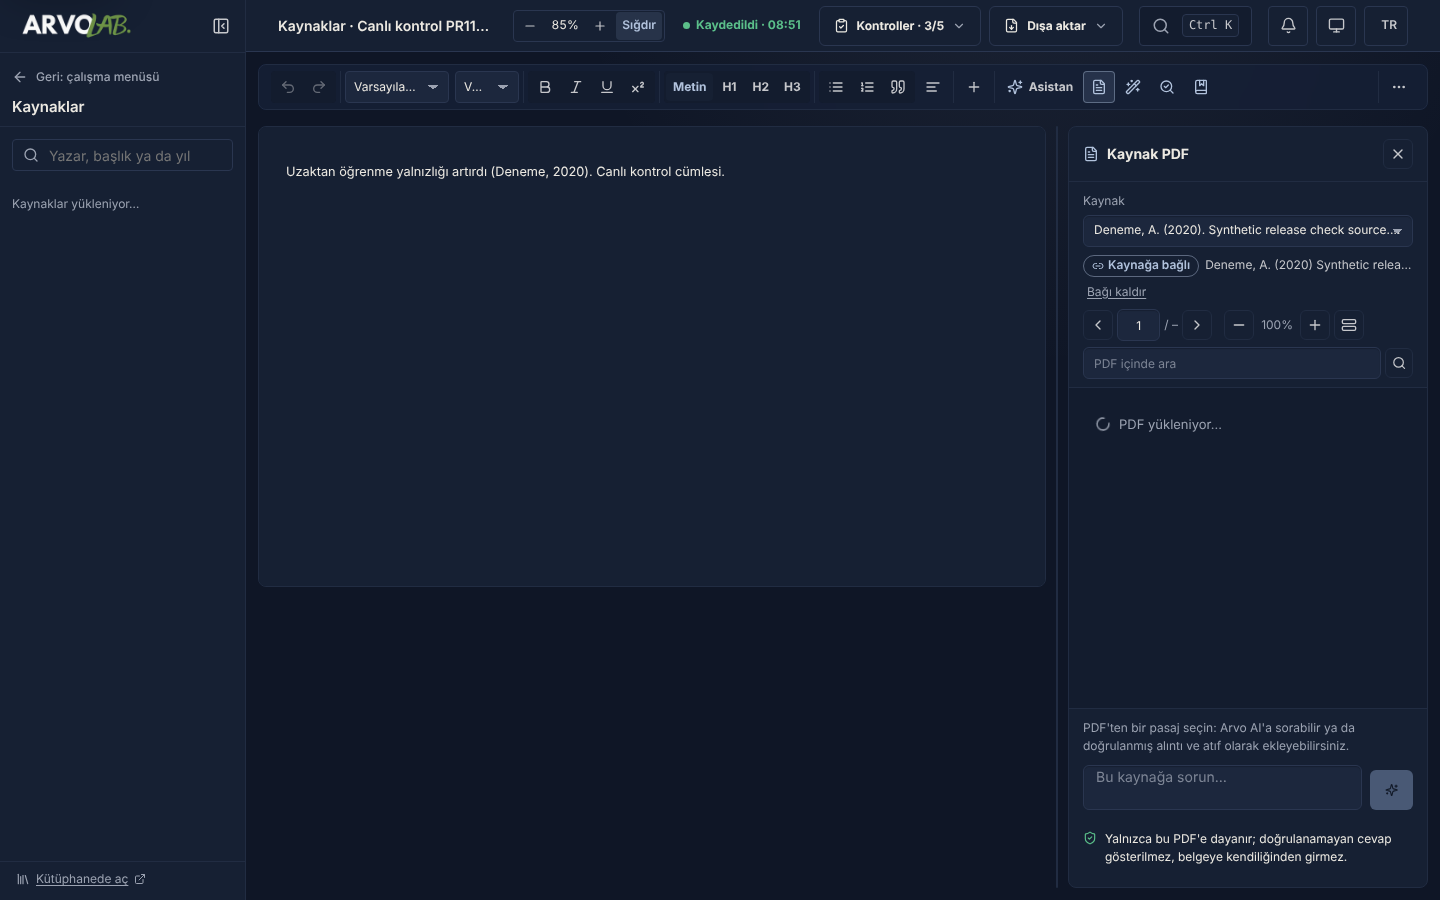 ARVOLAB.
Kaynaklar · Canlı kontrol PR11...
85%
Sığdır
Kaydedildi · 08:51
Kontroller · 3/5
Dışa aktar
Ctrl K
TR
Geri: çalışma menüsü
Kaynaklar
Yazar, başlık ya da yıl
Kaynaklar yükleniyor...
Kütüphanede aç
Varsayıla...
V...
B I U x²
Metin H1 H2 H3
Asistan
Uzaktan öğrenme yalnızlığı artırdı (Deneme, 2020). Canlı kontrol cümlesi.
Kaynak PDF
Kaynak
Deneme, A. (2020). Synthetic release check source...
Kaynağa bağlı
Deneme, A. (2020) Synthetic relea...
Bağı kaldır
1 / –
100%
PDF içinde ara
PDF yükleniyor...
PDF'ten bir pasaj seçin: Arvo AI'a sorabilir ya da
doğrulanmış alıntı ve atıf olarak ekleyebilirsiniz.
Bu kaynağa sorun...
Yalnızca bu PDF'e dayanır; doğrulanamayan cevap
gösterilmez, belgeye kendiliğinden girmez.